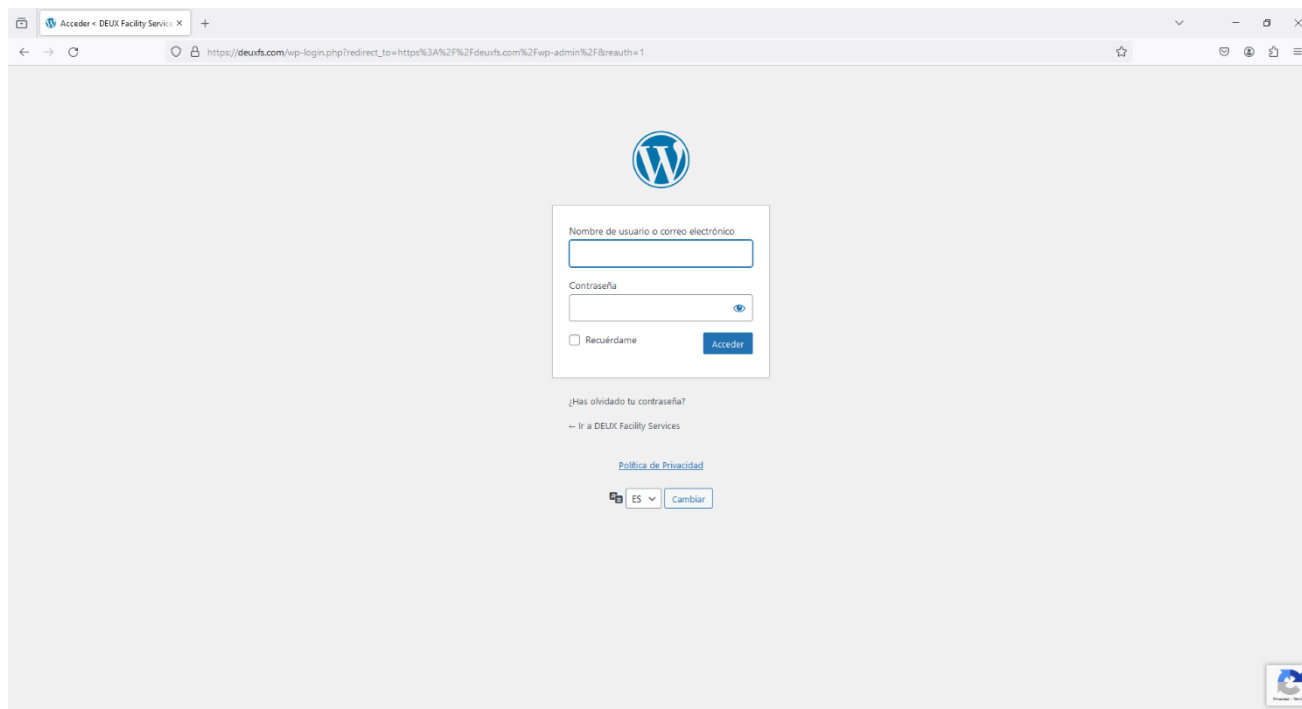 Acceder < DEUX Facility Service
https://deuxfs.com/wp-login.php?redirect_to=https%3A%2F%2Fdeuxfs.com%2Fwp-admin%2F&reauth=1
Nombre de usuario o correo electrónico
Contraseña
Recuérdame
Acceder
¿Has olvidado tu contraseña?
← Ir a DEUX Facility Services
Política de Privacidad
ES
Cambiar